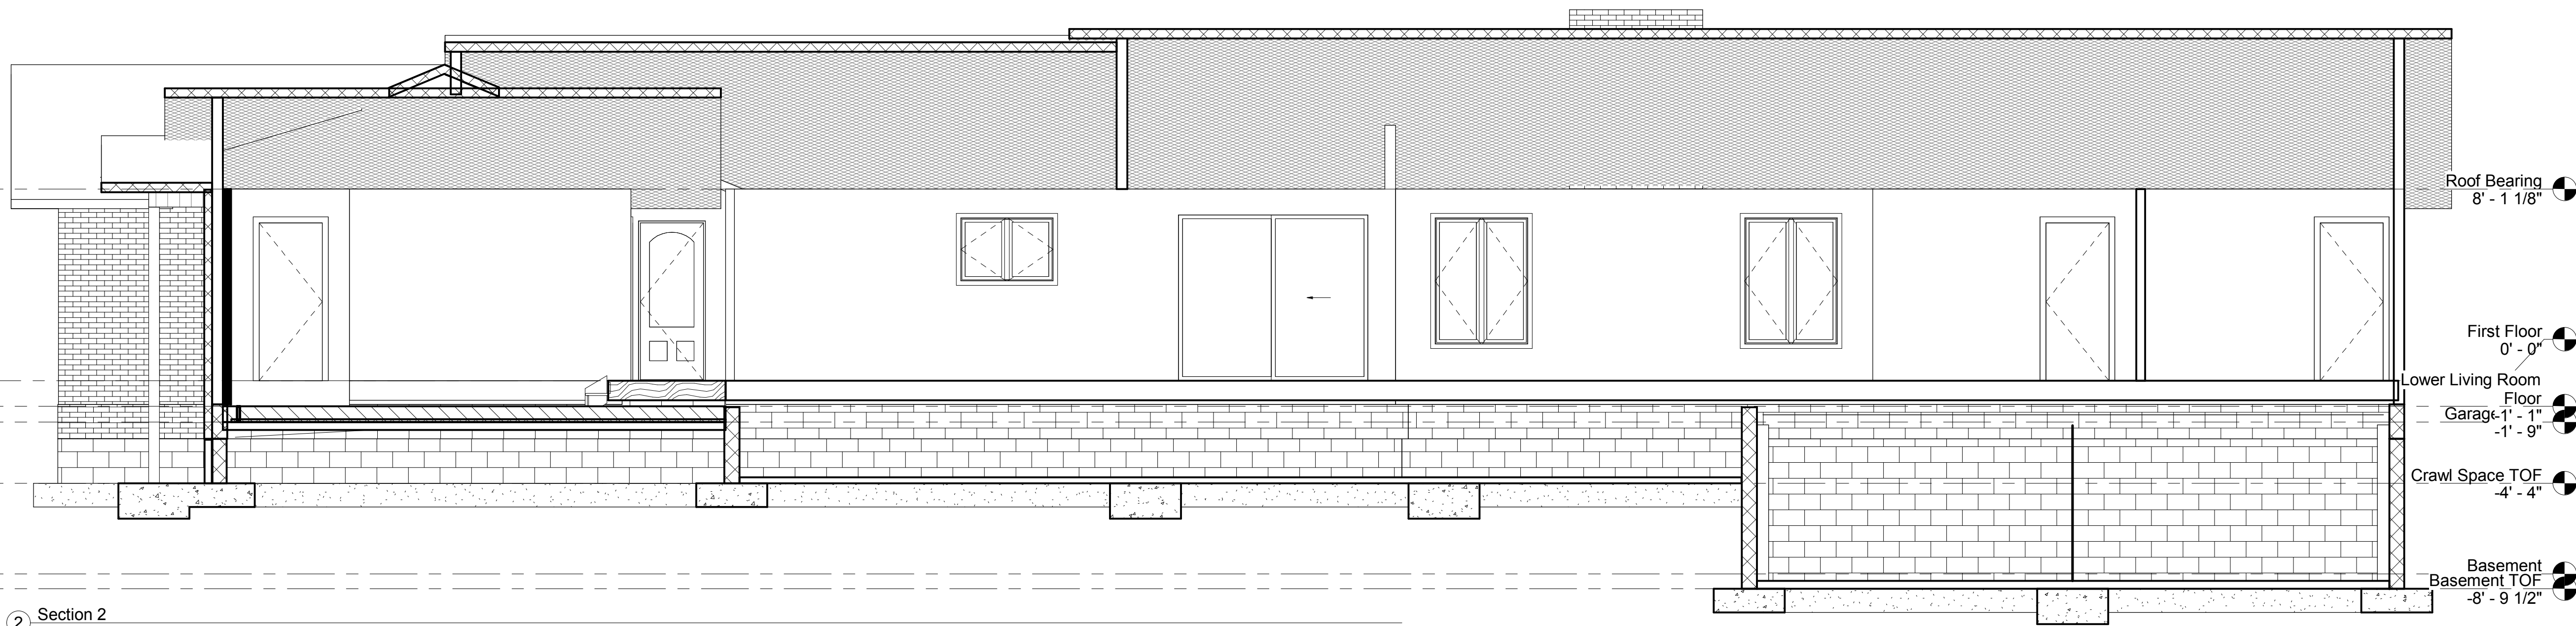 Roof Bearing
8' - 1 1/8"
First Floor
0' - 0"
Lower Living Room
Floor
-1' - 1"
Garage
-1' - 9"
Crawl Space TOF
-4' - 4"
Basement
Basement TOF
-8' - 9 1/2"
2 Section 2